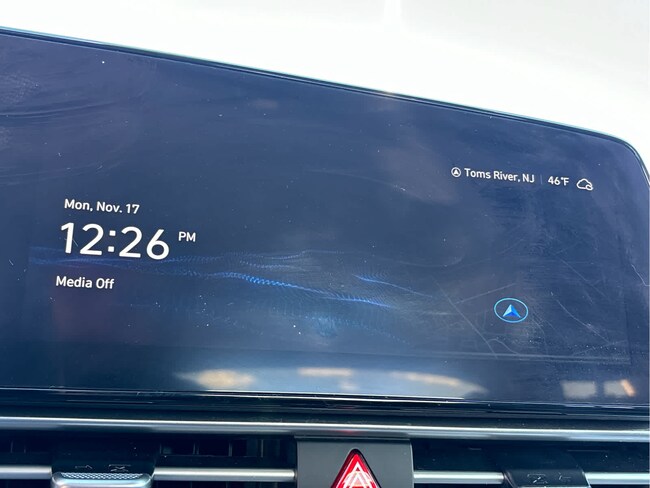 Toms River, NJ 46°F
Mon, Nov. 17
12:26 PM
Media Off